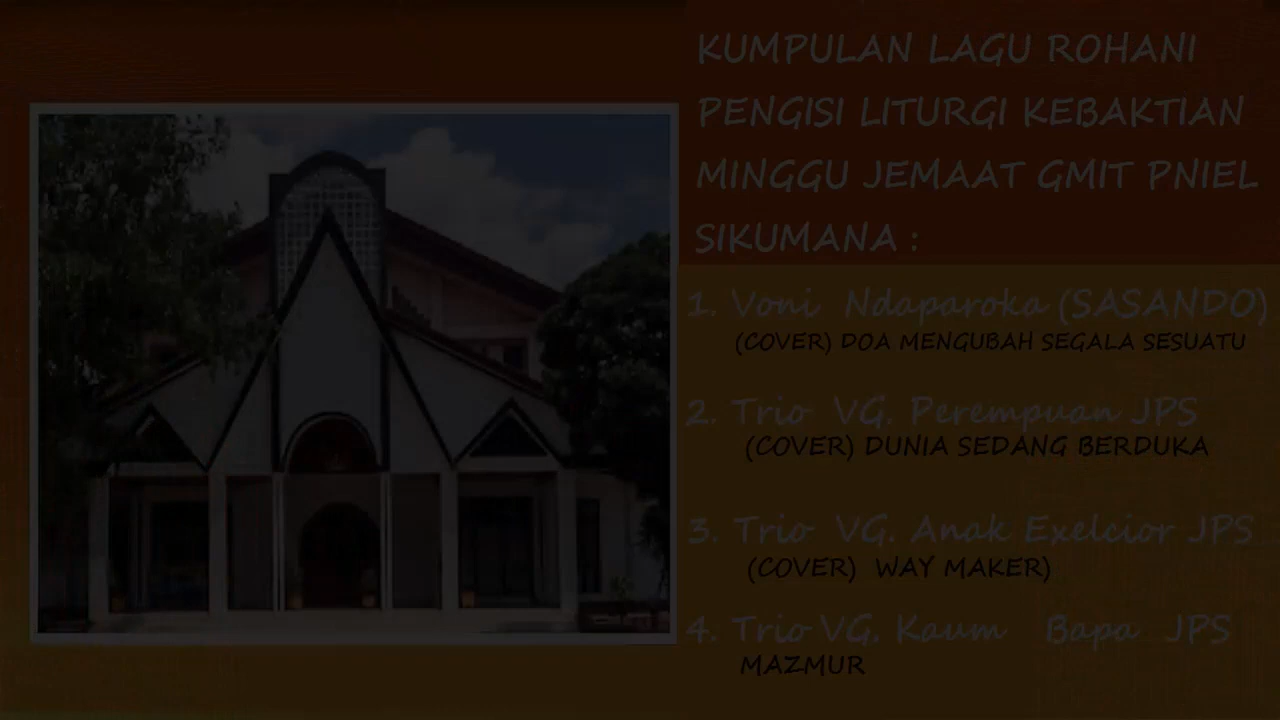 KUMPULAN LAGU ROHANI
PENGISI LITURGI KEBAKTIAN
MINGGU JEMAAT GMIT PNIEL
SIKUMANA :
1. Voni Ndaparoka (SASANDO)
(COVER) DOA MENGUBAH SEGALA SESUATU
2. Trio VG. Perempuan JPS
(COVER) DUNIA SEDANG BERDUKA
3. Trio VG. Anak Exelcior JPS
(COVER) WAY MAKER)
4. Trio VG. Kaum Bapa JPS
MAZMUR